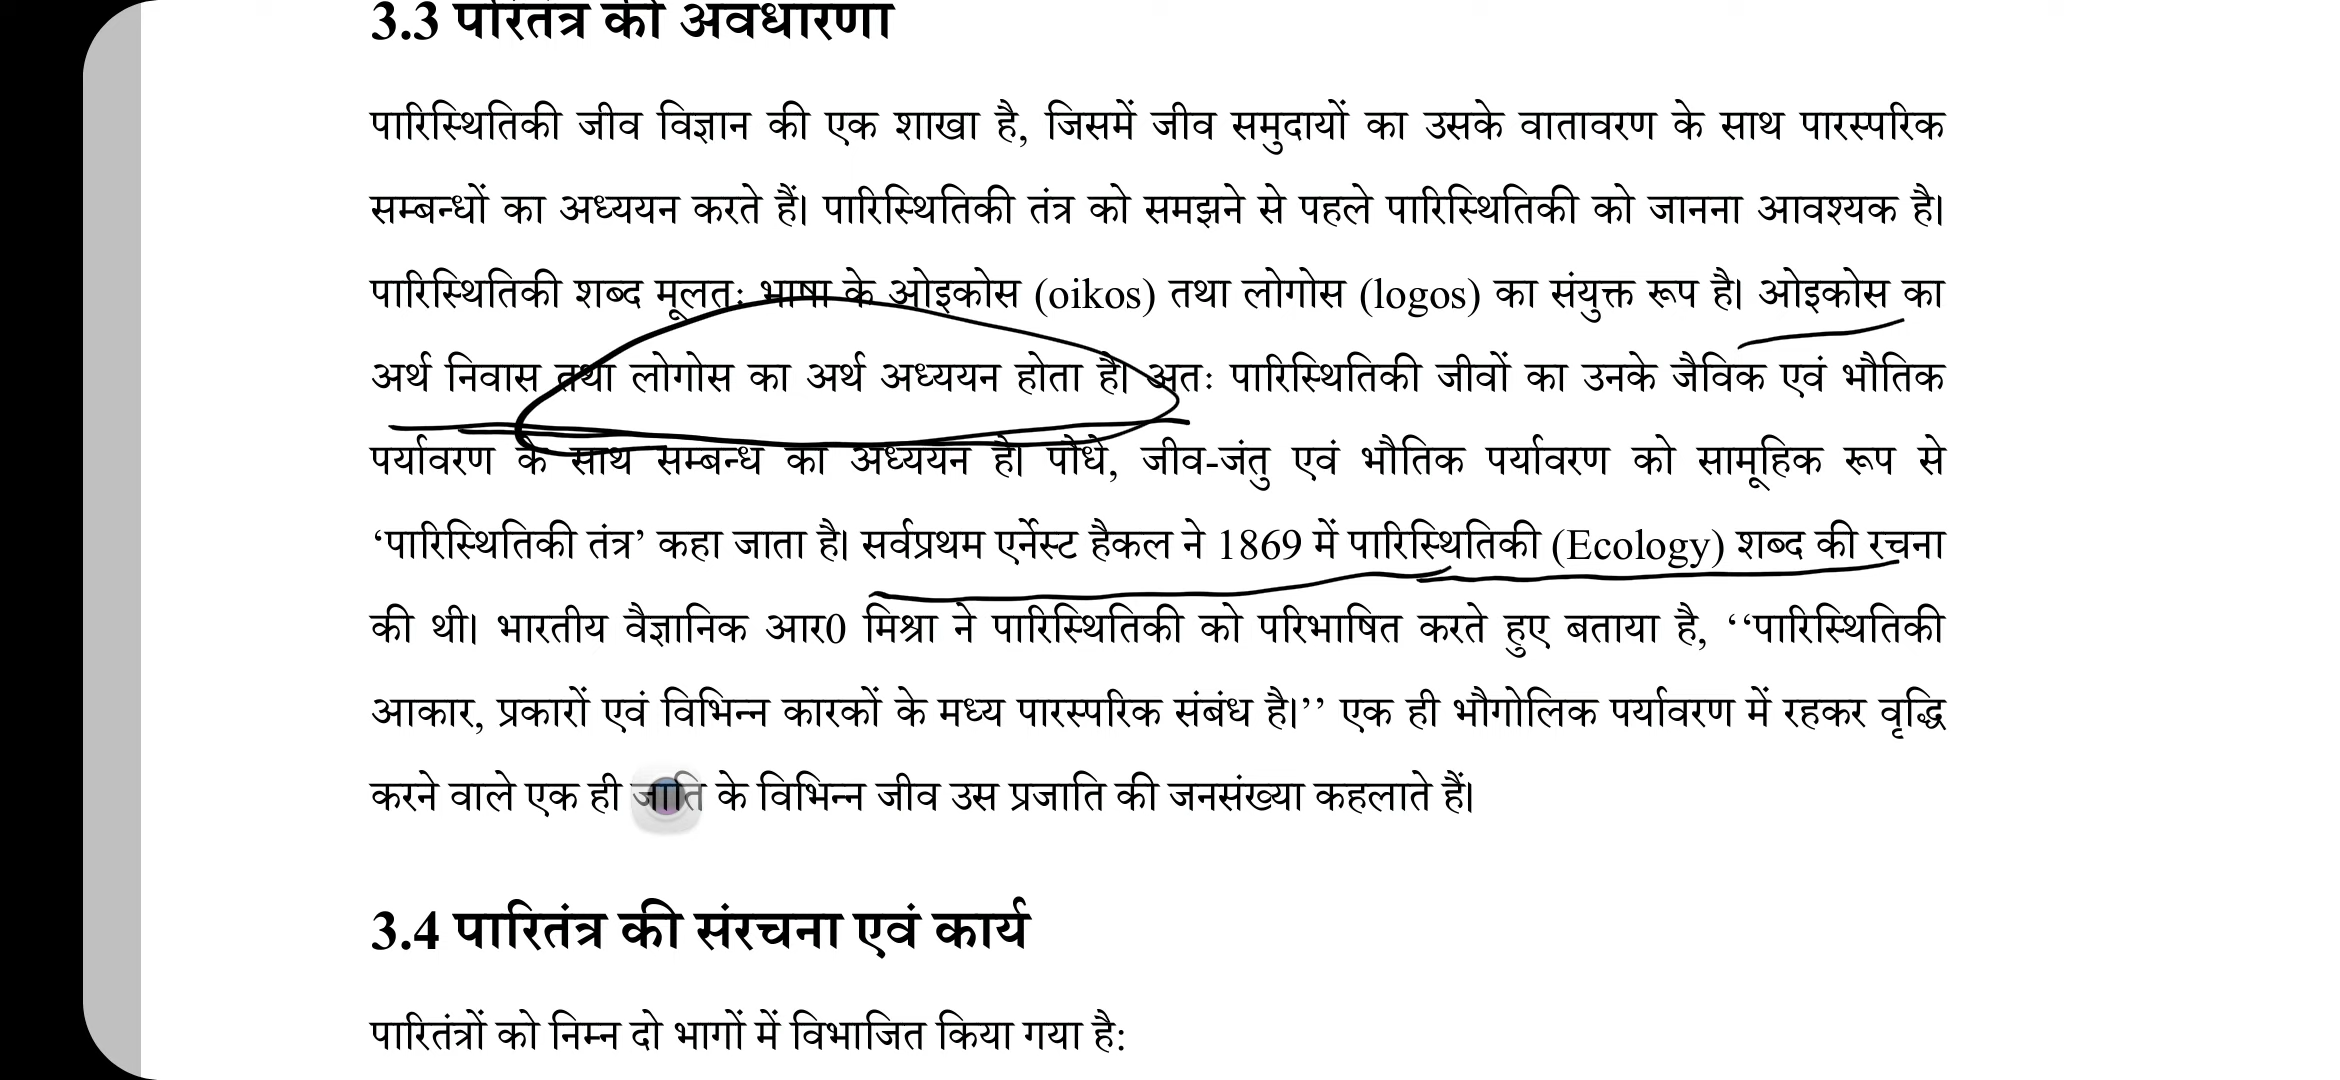 3.3 पारितंत्र की अवधारणा
पारिस्थितिकी जीव विज्ञान की एक शाखा है, जिसमें जीव समुदायों का उसके वातावरण के साथ पारस्परिक
सम्बन्धों का अध्ययन करते हैं। पारिस्थितिकी तंत्र को समझने से पहले पारिस्थितिकी को जानना आवश्यक है।
पारिस्थितिकी शब्द मूलतः भाषा के ओइकोस (oikos) तथा लोगोस (logos) का संयुक्त रूप है। ओइकोस का
अर्थ निवास तथा लोगोस का अर्थ अध्ययन होता है। अतः पारिस्थितिकी जीवों का उनके जैविक एवं भौतिक
पर्यावरण के साथ सम्बन्ध का अध्ययन है। पौधे, जीव-जंतु एवं भौतिक पर्यावरण को सामूहिक रूप से
‘पारिस्थितिकी तंत्र’ कहा जाता है। सर्वप्रथम एर्नेस्ट हैकल ने 1869 में पारिस्थितिकी (Ecology) शब्द की रचना
की थी। भारतीय वैज्ञानिक आर0 मिश्रा ने पारिस्थितिकी को परिभाषित करते हुए बताया है, ‘‘पारिस्थितिकी
आकार, प्रकारों एवं विभिन्न कारकों के मध्य पारस्परिक संबंध है।’’ एक ही भौगोलिक पर्यावरण में रहकर वृद्धि
करने वाले एक ही जाति के विभिन्न जीव उस प्रजाति की जनसंख्या कहलाते हैं।
3.4 पारितंत्र की संरचना एवं कार्य
पारितंत्रों को निम्न दो भागों में विभाजित किया गया है: